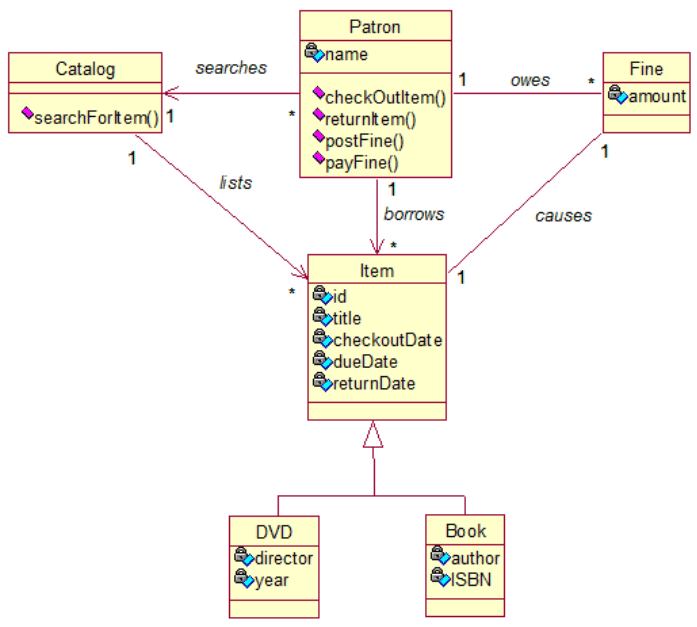 Patron
name
checkOutItem()
returnItem()
postFine()
payFine()
Catalog
searchForItem()
searches
1
*
Fine
amount
1
owes
*
1
lists
*
1
borrows
*
1
causes
1
Item
id
title
checkoutDate
dueDate
returnDate
DVD
director
year
Book
author
ISBN